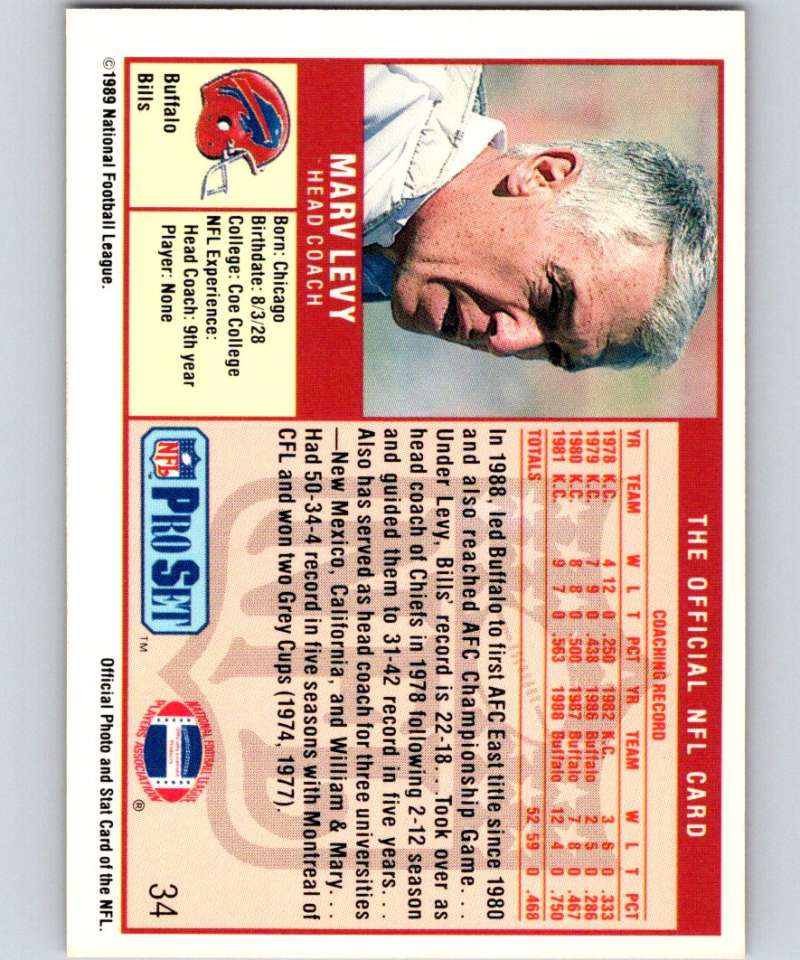 THE OFFICIAL NFL CARD
MARV LEVY
™HEAD COACH
Buffalo
Bills
Born: Chicago
Birthdate: 8/3/28
College: Coe College
NFL Experience:
Head Coach: 9th year
Player: None
COACHING RECORD
YR TEAM W L T PCT YR TEAM W L T PCT
1978 K.C. 4 12 0 .250 1982 K.C. 3 6 0 .333
1979 K.C. 7 9 0 .438 1986 Buffalo 2 5 0 .286
1980 K.C. 8 8 0 .500 1987 Buffalo 7 8 0 .467
1981 K.C. 9 7 0 .563 1988 Buffalo 12 4 0 .750
TOTALS 52 59 0 .468
In 1988, led Buffalo to first AFC East title since 1980
and also reached AFC Championship Game. . .
Under Levy, Bills' record is 22-18. . . Took over as
head coach of Chiefs in 1978 following 2-12 season
and guided them to 31-42 record in five years. . .
Also has served as head coach for three universities
—New Mexico, California, and William & Mary. . .
Had 50-34-4 record in five seasons with Montreal of
CFL and won two Grey Cups (1974, 1977).
NFL
PRO SET™
NATIONAL FOOTBALL LEAGUE
PLAYERS ASSOCIATION
®
34
©1989 National Football League.
Official Photo and Stat Card of the NFL.